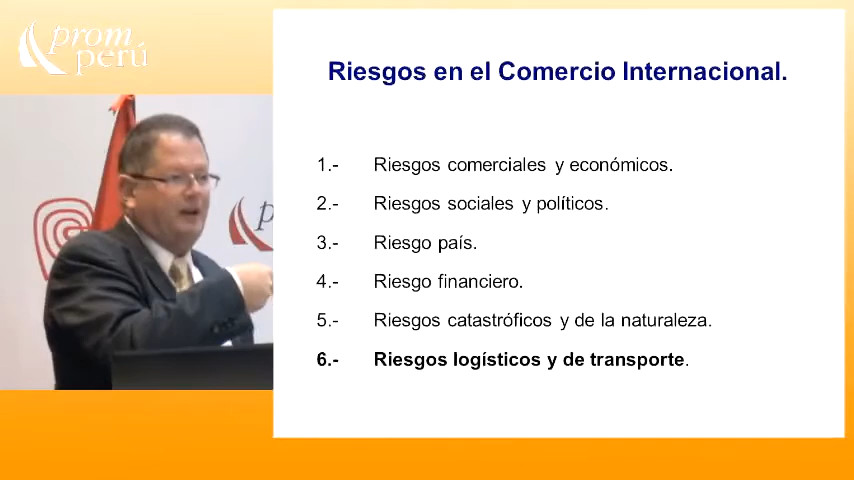 prom
perú
Riesgos en el Comercio Internacional.
1.- Riesgos comerciales y económicos.
2.- Riesgos sociales y políticos.
3.- Riesgo país.
4.- Riesgo financiero.
5.- Riesgos catastróficos y de la naturaleza.
6.- Riesgos logísticos y de transporte.